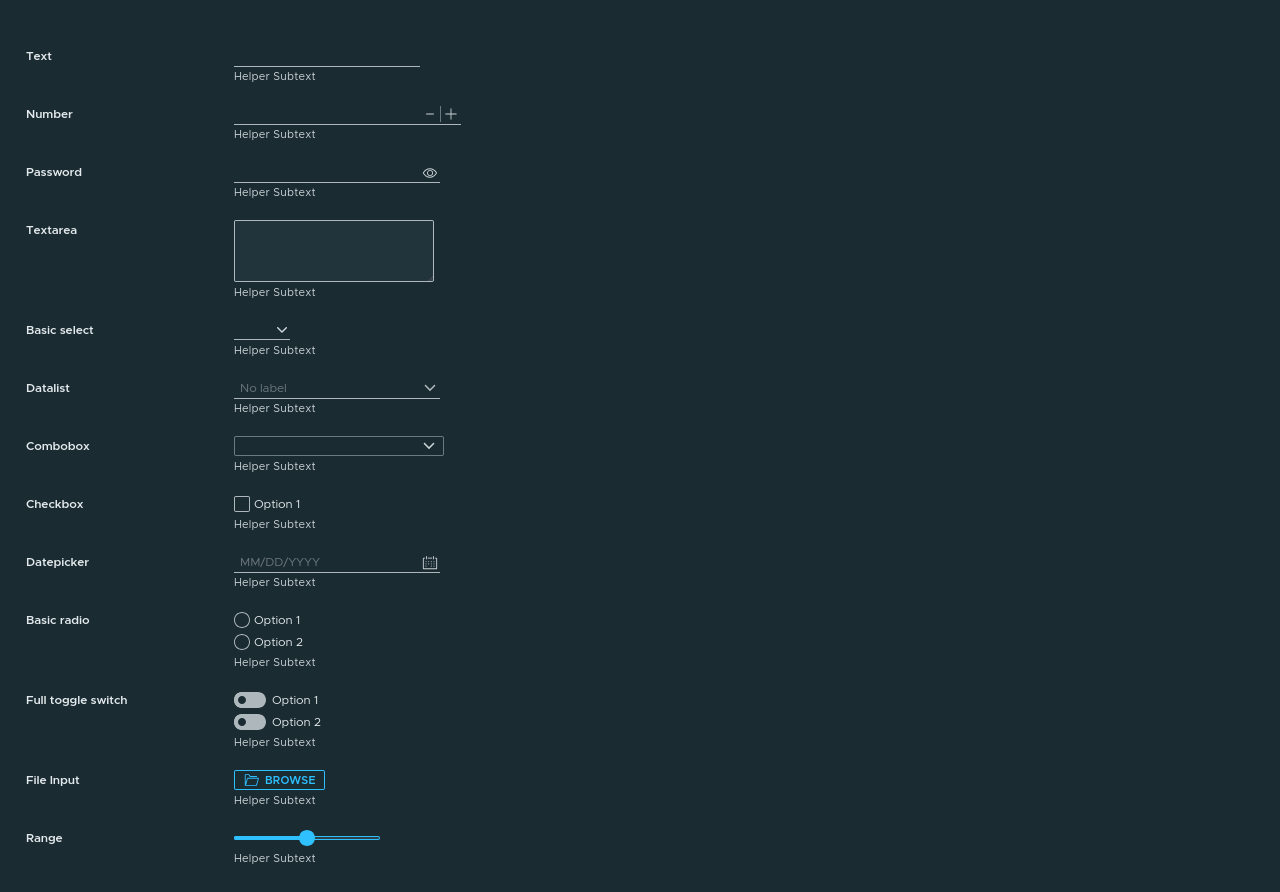 Text
Helper Subtext
Number
Helper Subtext
Password
Helper Subtext
Textarea
Helper Subtext
Basic select
Helper Subtext
Datalist
No label
Helper Subtext
Combobox
Helper Subtext
Checkbox
Option 1
Helper Subtext
Datepicker
MM/DD/YYYY
Helper Subtext
Basic radio
Option 1
Option 2
Helper Subtext
Full toggle switch
Option 1
Option 2
Helper Subtext
File Input
BROWSE
Helper Subtext
Range
Helper Subtext